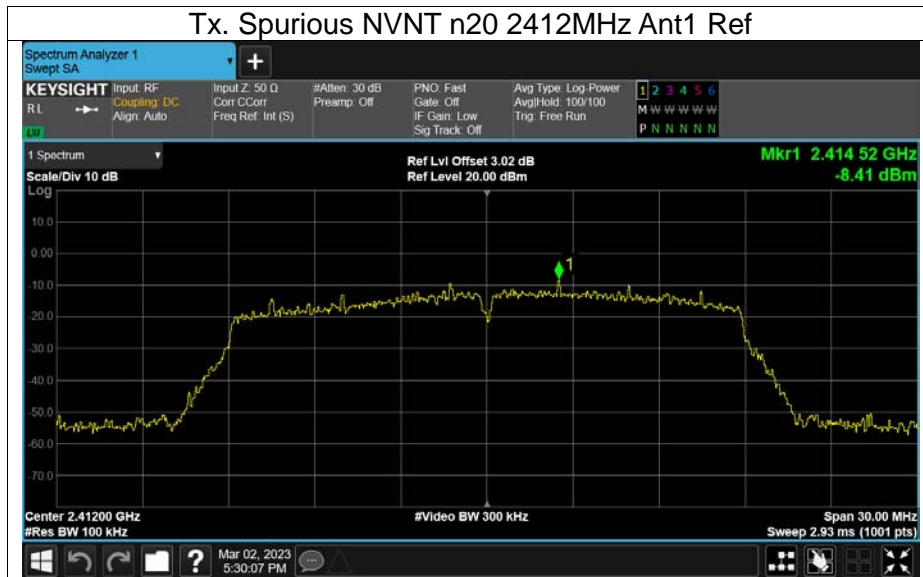 Tx. Spurious NVNT n20 2412MHz Ant1 Ref
Spectrum Analyzer 1
Swept SA
+
KEYSIGHT Input: RF Input Z: 50 Ω #Atten: 30 dB PNO: Fast Avg Type: Log-Power 1 2 3 4 5 6
RL Coupling: DC Corr CCorr Preamp: Off Gate: Off Avg|Hold: 100/100 M W W W W W
Align: Auto Freq Ref: Int (S) IF Gain: Low Trig: Free Run
LXI Sig Track: Off P N N N N N
1 Spectrum Ref Lvl Offset 3.02 dB Mkr1 2.414 52 GHz
Scale/Div 10 dB Ref Level 20.00 dBm -8.41 dBm
Log
10.0
0.00
1
-10.0
-20.0
-30.0
-40.0
-50.0
-60.0
-70.0
Center 2.41200 GHz #Video BW 300 kHz Span 30.00 MHz
#Res BW 100 kHz Sweep 2.93 ms (1001 pts)
? Mar 02, 2023
5:30:07 PM